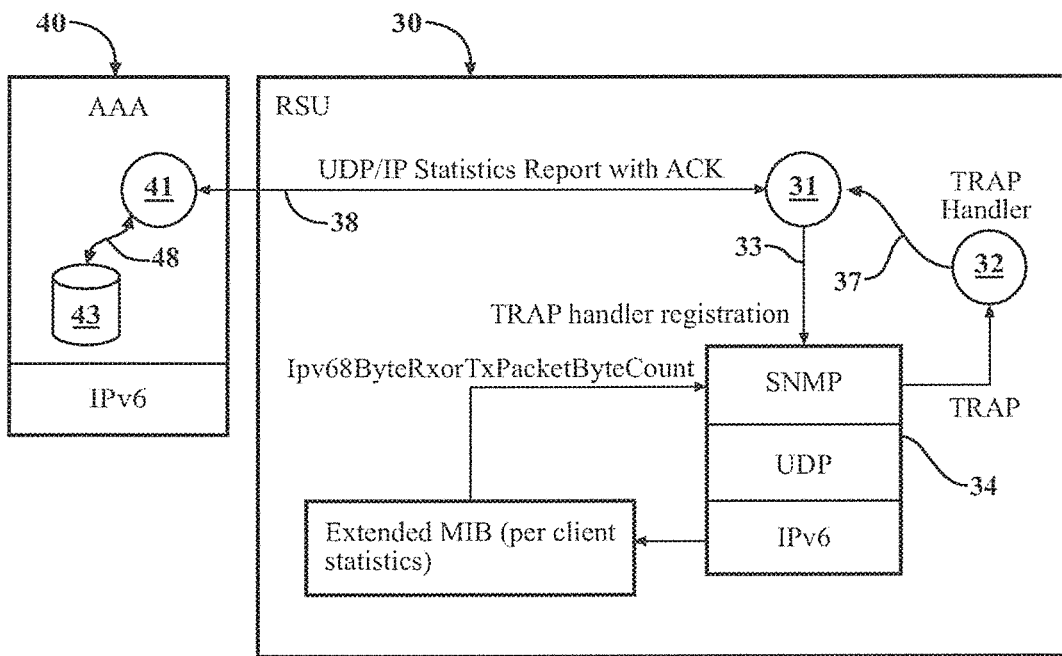 40
30
AAA
RSU
UDP/IP Statistics Report with ACK
41
31
TRAP
Handler
38
48
33
37
32
43
TRAP handler registration
Ipv68ByteRxorTxPacketByteCount
SNMP
TRAP
IPv6
UDP
34
Extended MIB (per client
statistics)
IPv6